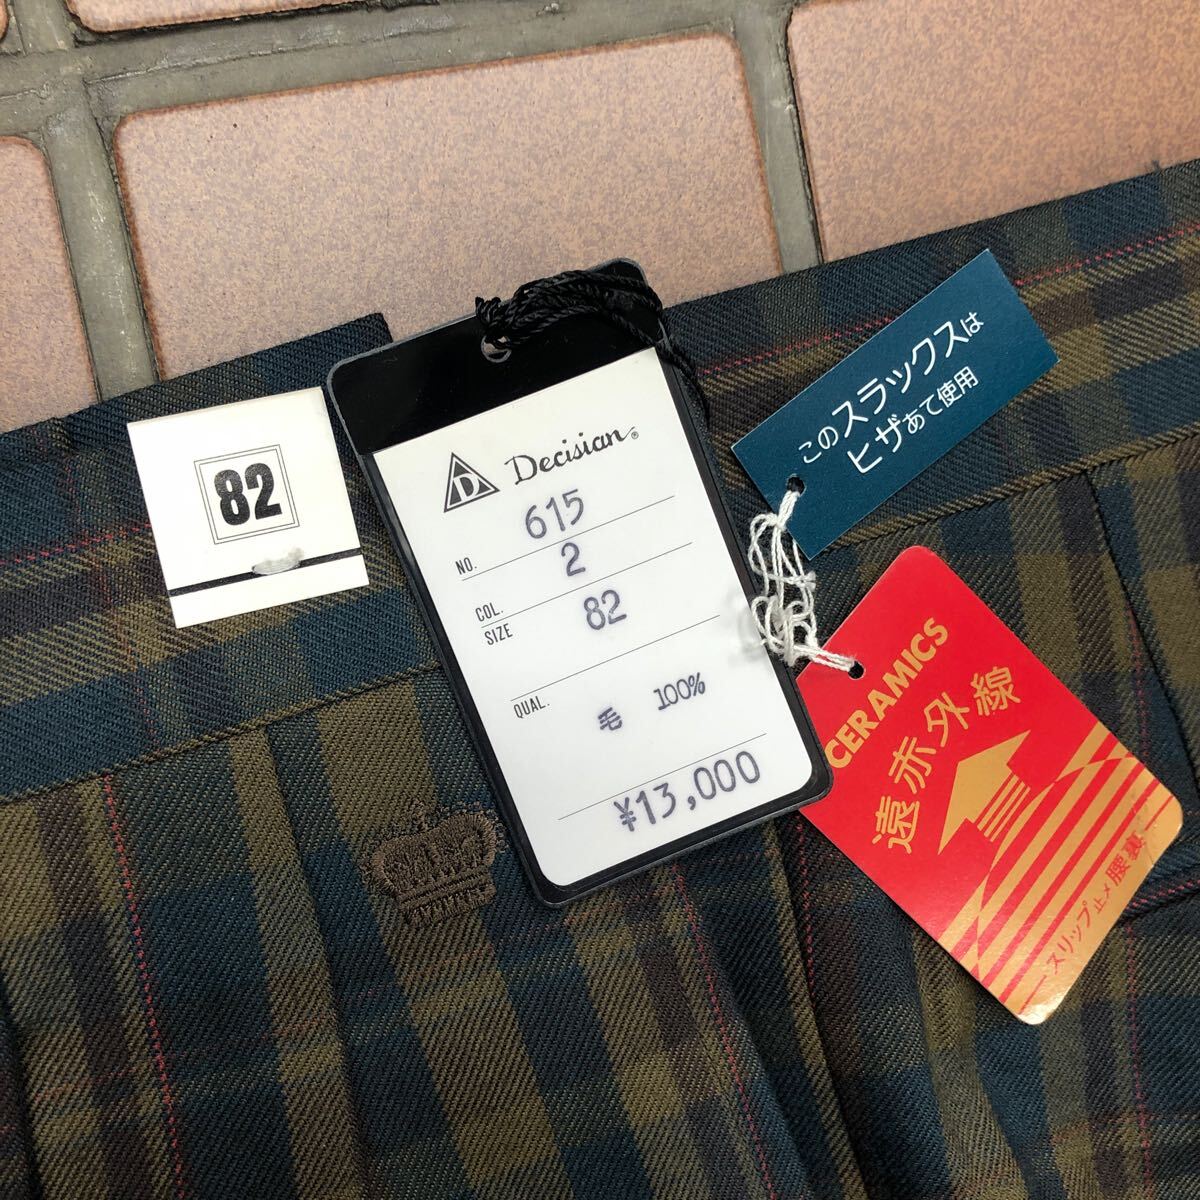 82
D Decisian®
615
NO.
2
COL.
SIZE 82
QUAL.
毛 100%
¥13,000
このスラックスは
ヒザあて使用
CERAMICS
遠赤外線
スリップ止メ腰裏